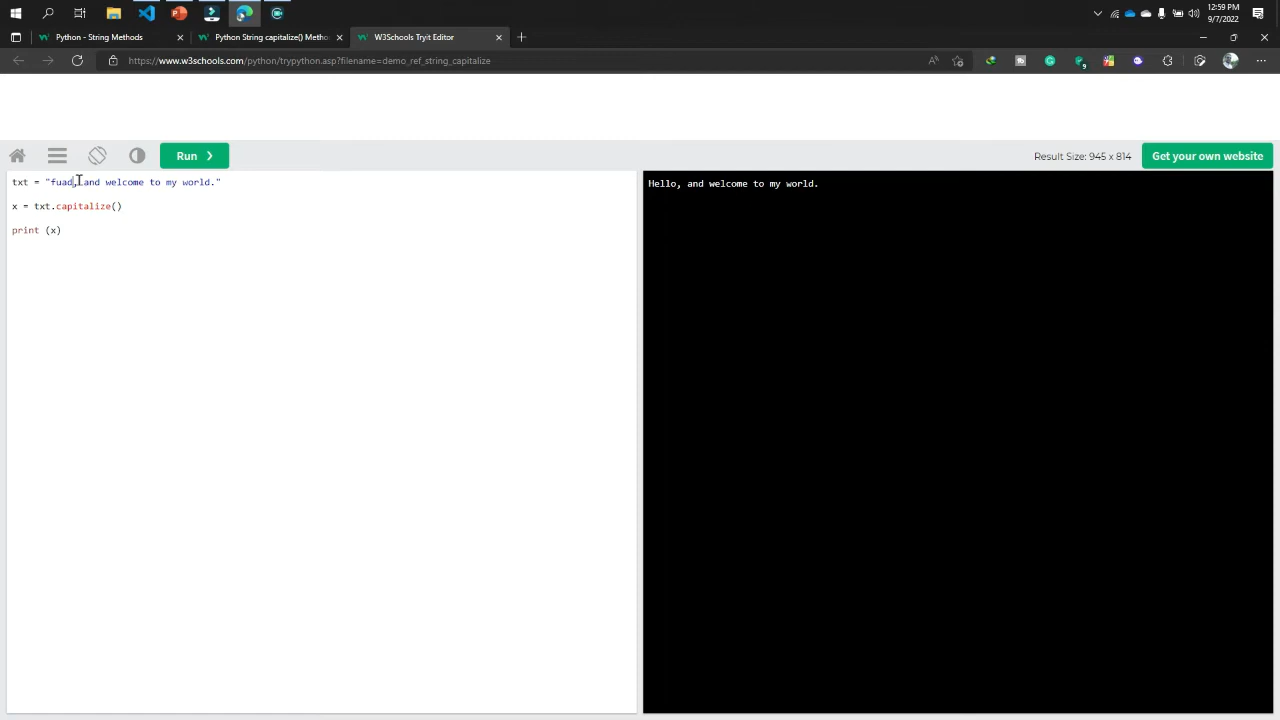 12:59 PM
9/7/2022
Python - String Methods
Python String capitalize() Metho
W3Schools Tryit Editor
https://www.w3schools.com/python/trypython.asp?filename=demo_ref_string_capitalize
Run ❯
Result Size: 945 x 814
Get your own website
txt = "fuad, and welcome to my world."
x = txt.capitalize()
print (x)
Hello, and welcome to my world.